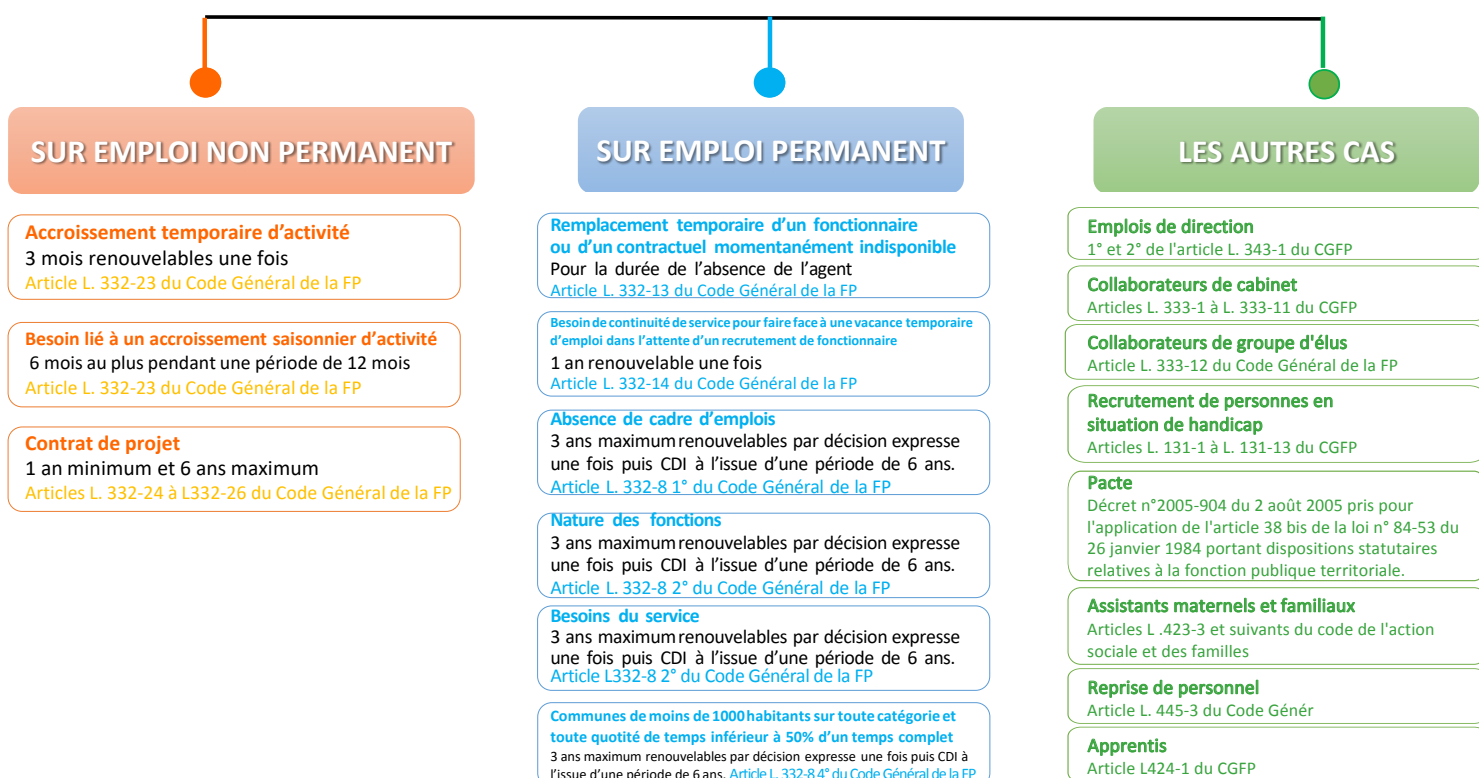 SUR EMPLOI NON PERMANENT
Accroissement temporaire d'activité
3 mois renouvelables une fois
Article L. 332-23 du Code Général de la FP
Besoin lié à un accroissement saisonnier d'activité
6 mois au plus pendant une période de 12 mois
Article L. 332-23 du Code Général de la FP
Contrat de projet
1 an minimum et 6 ans maximum
Articles L. 332-24 à L332-26 du Code Général de la FP
SUR EMPLOI PERMANENT
Remplacement temporaire d'un fonctionnaire
ou d'un contractuel momentanément indisponible
Pour la durée de l'absence de l'agent
Article L. 332-13 du Code Général de la FP
Besoin de continuité de service pour faire face à une vacance temporaire
d'emploi dans l'attente d'un recrutement de fonctionnaire
1 an renouvelable une fois
Article L. 332-14 du Code Général de la FP
Absence de cadre d'emplois
3 ans maximum renouvelables par décision expresse
une fois puis CDI à l'issue d'une période de 6 ans.
Article L. 332-8 1° du Code Général de la FP
Nature des fonctions
3 ans maximum renouvelables par décision expresse
une fois puis CDI à l'issue d'une période de 6 ans.
Article L. 332-8 2° du Code Général de la FP
Besoins du service
3 ans maximum renouvelables par décision expresse
une fois puis CDI à l'issue d'une période de 6 ans.
Article L332-8 2° du Code Général de la FP
Communes de moins de 1000 habitants sur toute catégorie et
toute quotité de temps inférieur à 50% d'un temps complet
3 ans maximum renouvelables par décision expresse une fois puis CDI à
l'issue d'une période de 6 ans. Article L. 332-8 4° du Code Général de la FP
LES AUTRES CAS
Emplois de direction
1° et 2° de l'article L. 343-1 du CGFP
Collaborateurs de cabinet
Articles L. 333-1 à L. 333-11 du CGFP
Collaborateurs de groupe d'élus
Article L. 333-12 du Code Général de la FP
Recrutement de personnes en
situation de handicap
Articles L. 131-1 à L. 131-13 du CGFP
Pacte
Décret n°2005-904 du 2 août 2005 pris pour
l'application de l'article 38 bis de la loi n° 84-53 du
26 janvier 1984 portant dispositions statutaires
relatives à la fonction publique territoriale.
Assistants maternels et familiaux
Articles L .423-3 et suivants du code de l'action
sociale et des familles
Reprise de personnel
Article L. 445-3 du Code Génér
Apprentis
Article L424-1 du CGFP